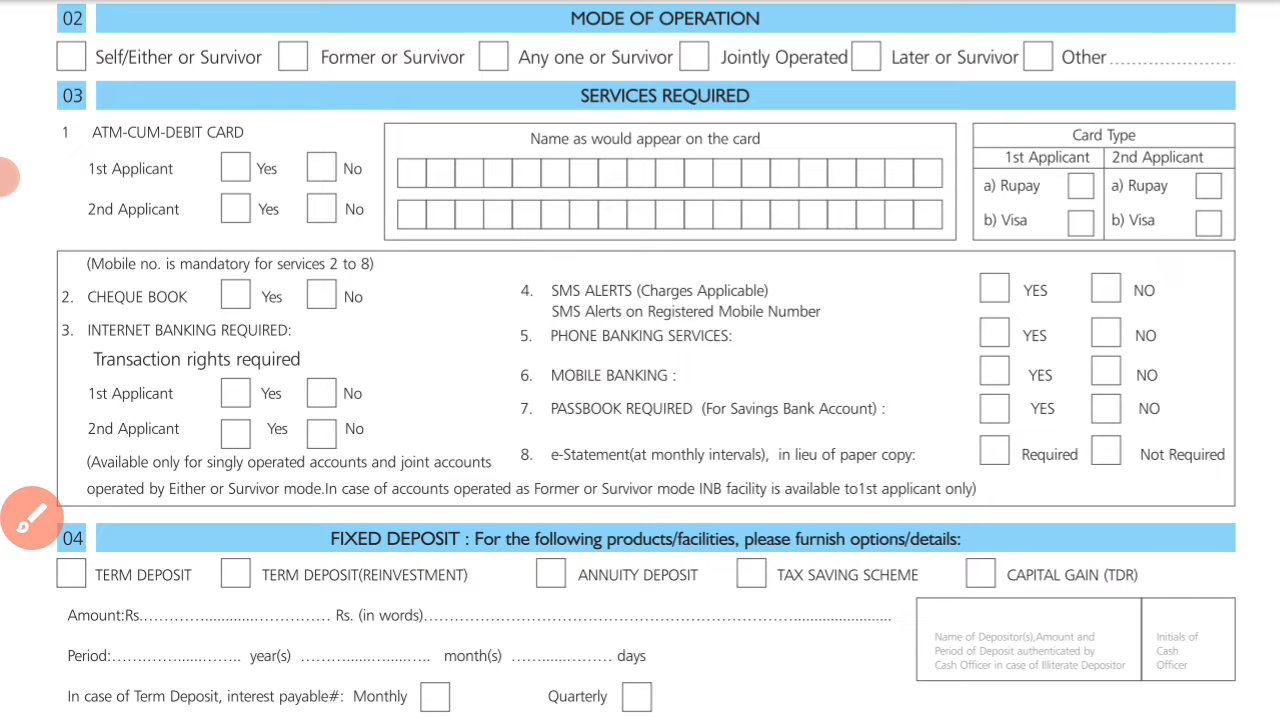 02 MODE OF OPERATION
Self/Either or Survivor Former or Survivor Any one or Survivor Jointly Operated Later or Survivor Other....................................
03 SERVICES REQUIRED
1 ATM-CUM-DEBIT CARD
1st Applicant Yes No
2nd Applicant Yes No
Name as would appear on the card
Card Type
1st Applicant 2nd Applicant
a) Rupay a) Rupay
b) Visa b) Visa
(Mobile no. is mandatory for services 2 to 8)
2. CHEQUE BOOK Yes No
3. INTERNET BANKING REQUIRED:
Transaction rights required
1st Applicant Yes No
2nd Applicant Yes No
4. SMS ALERTS (Charges Applicable) YES NO
SMS Alerts on Registered Mobile Number
5. PHONE BANKING SERVICES: YES NO
6. MOBILE BANKING : YES NO
7. PASSBOOK REQUIRED (For Savings Bank Account) : YES NO
8. e-Statement(at monthly intervals), in lieu of paper copy: Required Not Required
(Available only for singly operated accounts and joint accounts
operated by Either or Survivor mode.In case of accounts operated as Former or Survivor mode INB facility is available to1st applicant only)
04 FIXED DEPOSIT : For the following products/facilities, please furnish options/details:
TERM DEPOSIT TERM DEPOSIT(REINVESTMENT) ANNUITY DEPOSIT TAX SAVING SCHEME CAPITAL GAIN (TDR)
Amount:Rs.......................................... Rs. (in words)........................................................................................
Period:........................ year(s) ........................ month(s) ................... days
In case of Term Deposit, interest payable#: Monthly Quarterly
Name of Depositor(s),Amount and
Period of Deposit authenticated by
Cash Officer in case of Illiterate Depositor
Initials of
Cash
Officer